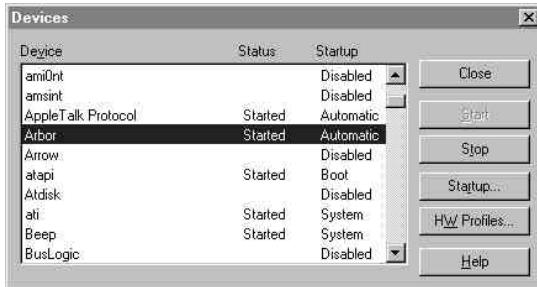 Devices
Device Status Startup
ami0nt Disabled
amsint Disabled
AppleTalk Protocol Started Automatic
Arbor Started Automatic
Arrow Disabled
atapi Started Boot
Atdisk Disabled
ati Started System
Beep Started System
BusLogic Disabled
Close
Start
Stop
Startup...
HW Profiles...
Help